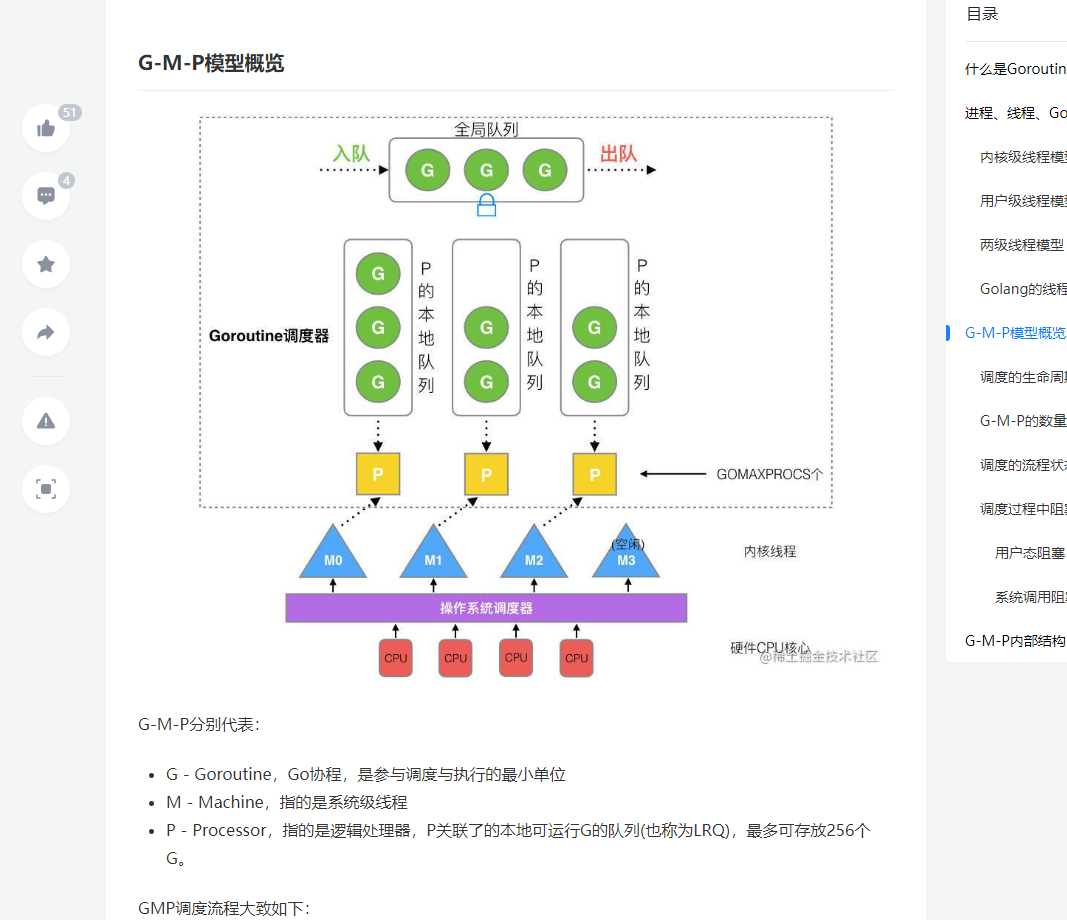 目录
G-M-P模型概览
什么是Goroutin
51
进程、线程、Go
全局队列
入队
出队
G G G
内核级线程模型
4
用户级线程模型
两级线程模型
P的本地队列
P的本地队列
P的本地队列
G
Golang的线程
Goroutine调度器
G G G
G-M-P模型概览
G G G
调度的生命周期
G-M-P的数量
P P P
GOMAXPROCS个
调度的流程状态
调度过程中阻塞
(空闲)
M0 M1 M2 M3
内核线程
用户态阻塞
系统调用阻塞
操作系统调度器
硬件CPU核心
CPU CPU CPU CPU
@稀土掘金技术社区
G-M-P内部结构
G-M-P分别代表：
G - Goroutine，Go协程，是参与调度与执行的最小单位
M - Machine，指的是系统级线程
P - Processor，指的是逻辑处理器，P关联了的本地可运行G的队列(也称为LRQ)，最多可存放256个
G。
GMP调度流程大致如下：